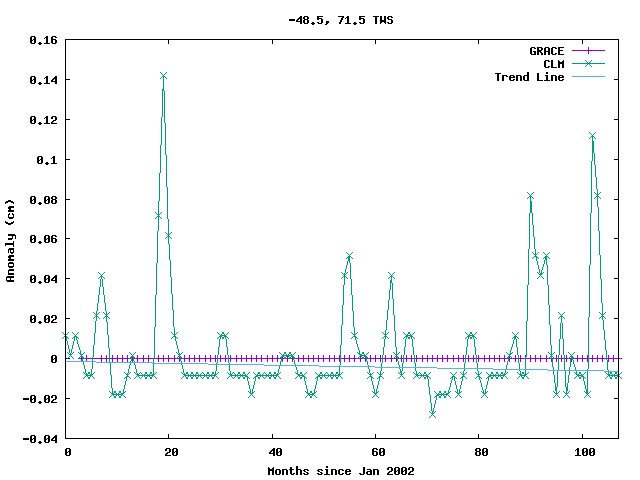 -48.5, 71.5 TWS
GRACE
CLM
Trend Line
0.16
0.14
0.12
0.1
0.08
0.06
0.04
0.02
0
-0.02
-0.04
Anomaly (cm)
0 20 40 60 80 100
Months since Jan 2002